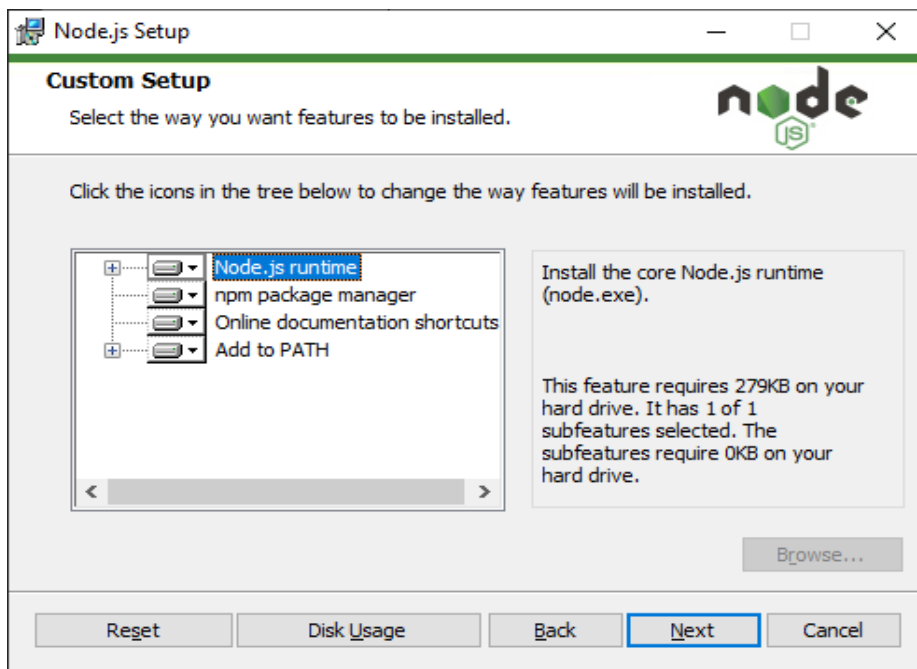 Node.js Setup
Custom Setup
Select the way you want features to be installed.
node
JS
Click the icons in the tree below to change the way features will be installed.
Node.js runtime
npm package manager
Online documentation shortcuts
Add to PATH
Install the core Node.js runtime
(node.exe).
This feature requires 279KB on your
hard drive. It has 1 of 1
subfeatures selected. The
subfeatures require 0KB on your
hard drive.
Browse...
Reset
Disk Usage
Back
Next
Cancel